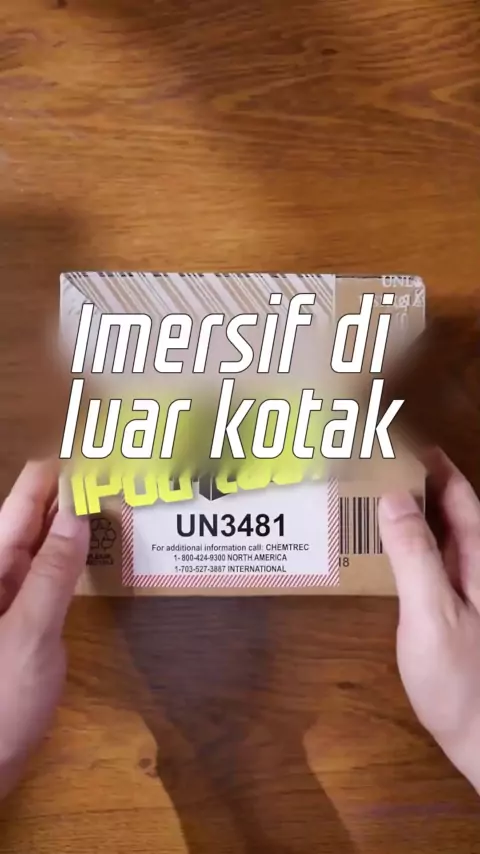 Imersif di
luar kotak
UN3481
For additional information call: CHEMTREC
1-800-424-9300 NORTH AMERICA
1-703-527-3887 INTERNATIONAL